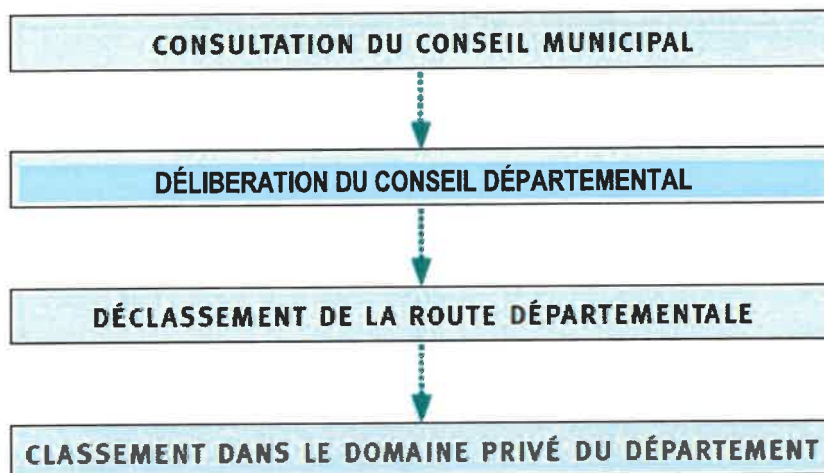 CONSULTATION DU CONSEIL MUNICIPAL
DÉLIBERATION DU CONSEIL DÉPARTEMENTAL
DÉCLASSEMENT DE LA ROUTE DÉPARTEMENTALE
CLASSEMENT DANS LE DOMAINE PRIVÉ DU DÉPARTEMENT